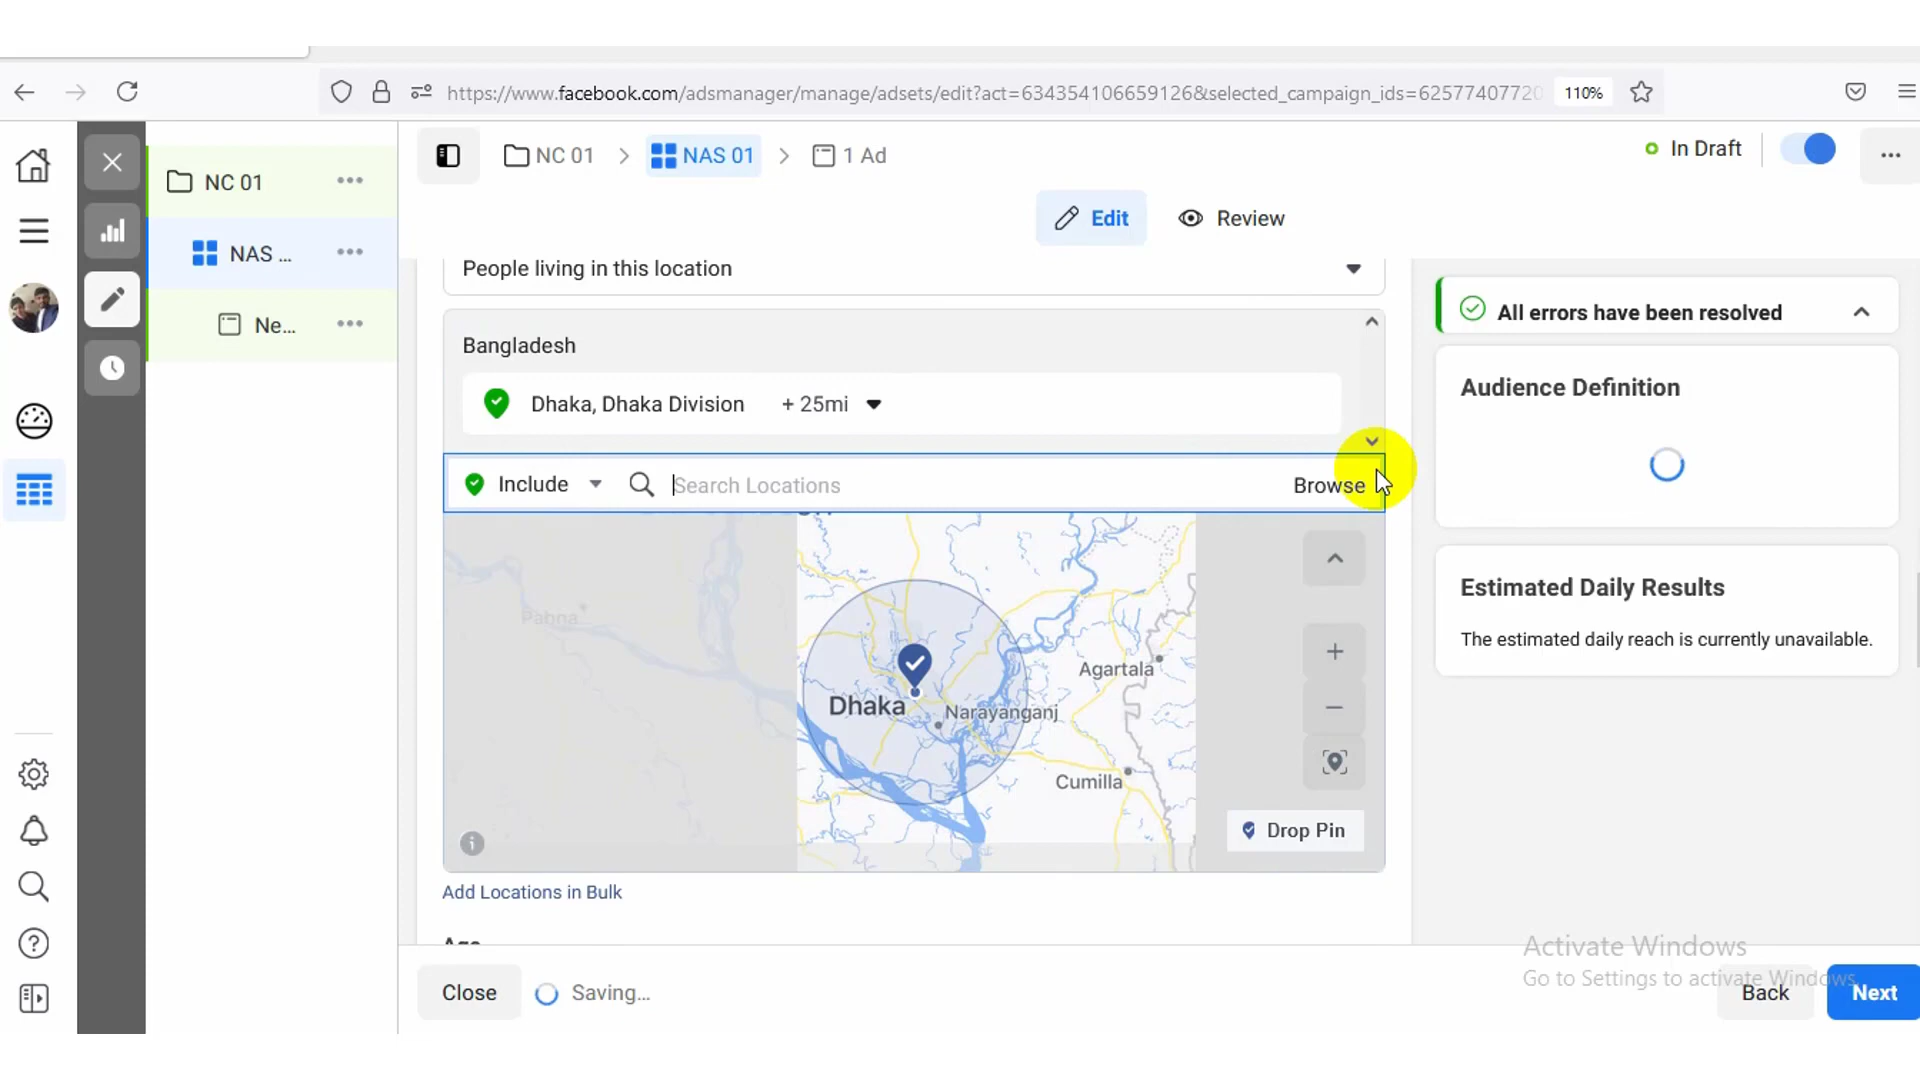 https://www.facebook.com/adsmanager/manage/adsets/edit?act=634354106659126&selected_campaign_ids=62577407720
110%
NC 01
NAS 01
1 Ad
In Draft
NC 01
NAS ...
Ne...
Edit
Review
People living in this location
Bangladesh
Dhaka, Dhaka Division + 25mi
Include
Search Locations
Browse
Pabna
Agartala
Dhaka
Narayanganj
Cumilla
Drop Pin
Add Locations in Bulk
Age
All errors have been resolved
Audience Definition
Estimated Daily Results
The estimated daily reach is currently unavailable.
Activate Windows
Go to Settings to activate Windows.
Close
Saving...
Back
Next